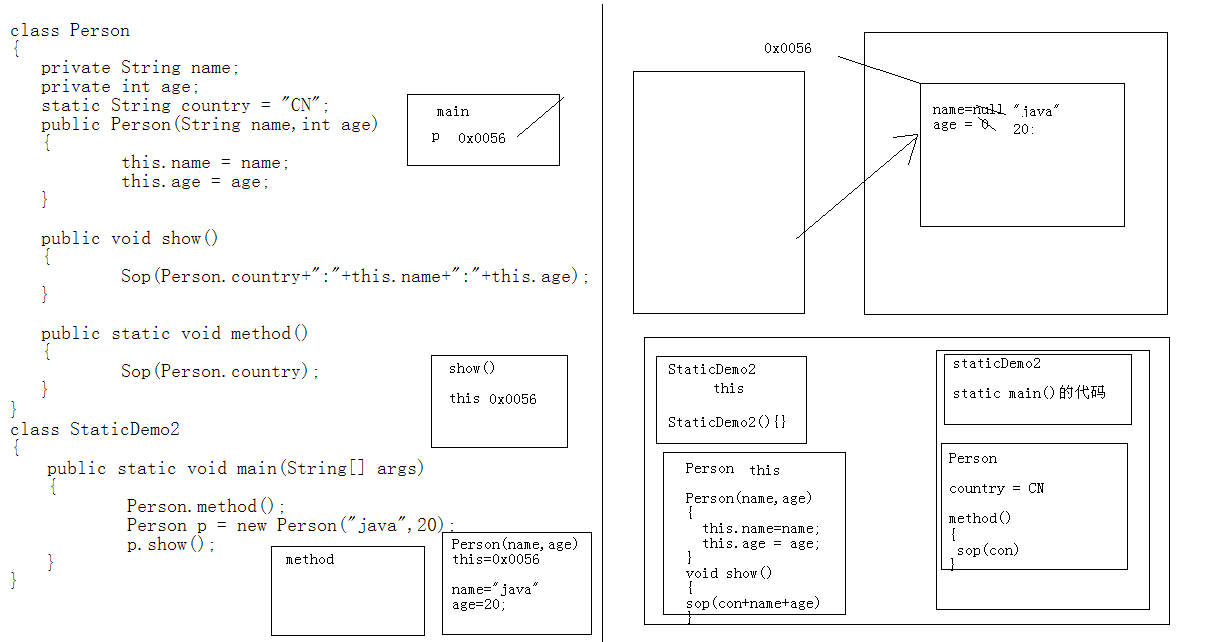 class Person
{
private String name;
private int age;
static String country = "CN";
public Person(String name,int age)
{
this.name = name;
this.age = age;
}
public void show()
{
Sop(Person.country+":"+this.name+":"+this.age);
}
public static void method()
{
Sop(Person.country);
}
}
class StaticDemo2
{
public static void main(String[] args)
{
Person.method();
Person p = new Person("java",20);
p.show();
}
}
main
p 0x0056
show()
this 0x0056
method
Person(name,age)
this=0x0056
name="java"
age=20;
0x0056
name=null "java"
age = 0 20:
StaticDemo2
this
StaticDemo2(){}
Person this
Person(name,age)
{
this.name=name;
this.age = age;
}
void show()
{
sop(con+name+age)
}
staticDemo2
static main()的代码
Person
country = CN
method()
{
sop(con)
}